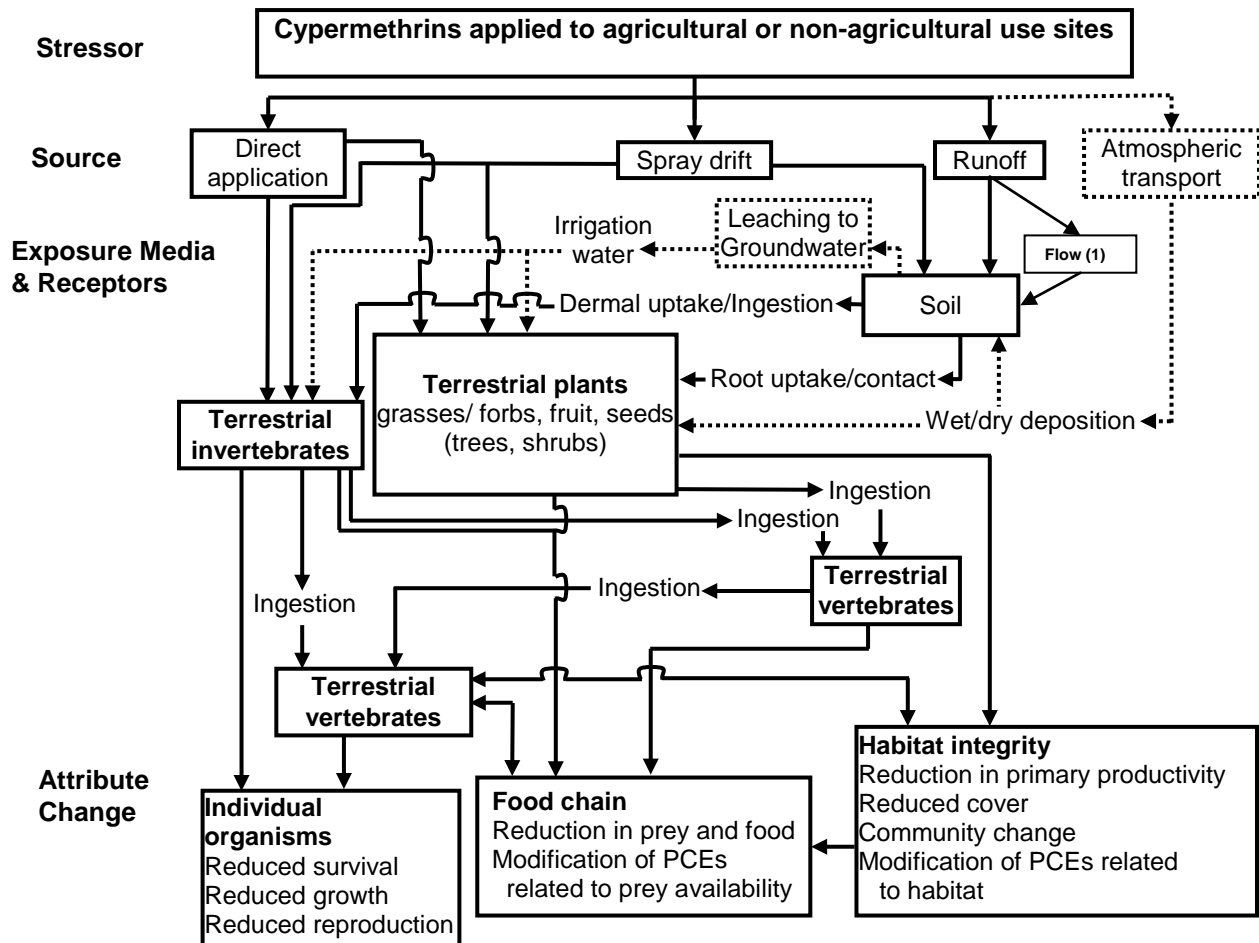 Stressor
Cypermethrins applied to agricultural or non-agricultural use sites
Source
Direct
application
Spray drift
Runoff
Atmospheric
transport
Exposure Media
& Receptors
Irrigation
water
Leaching to
Groundwater
Flow (1)
Dermal uptake/Ingestion
Soil
Terrestrial plants
grasses/ forbs, fruit, seeds
(trees, shrubs)
Root uptake/contact
Wet/dry deposition
Terrestrial
invertebrates
Ingestion
Ingestion
Ingestion
Ingestion
Terrestrial
vertebrates
Terrestrial
vertebrates
Attribute
Change
Individual
organisms
Reduced survival
Reduced growth
Reduced reproduction
Food chain
Reduction in prey and food
Modification of PCEs
related to prey availability
Habitat integrity
Reduction in primary productivity
Reduced cover
Community change
Modification of PCEs related
to habitat